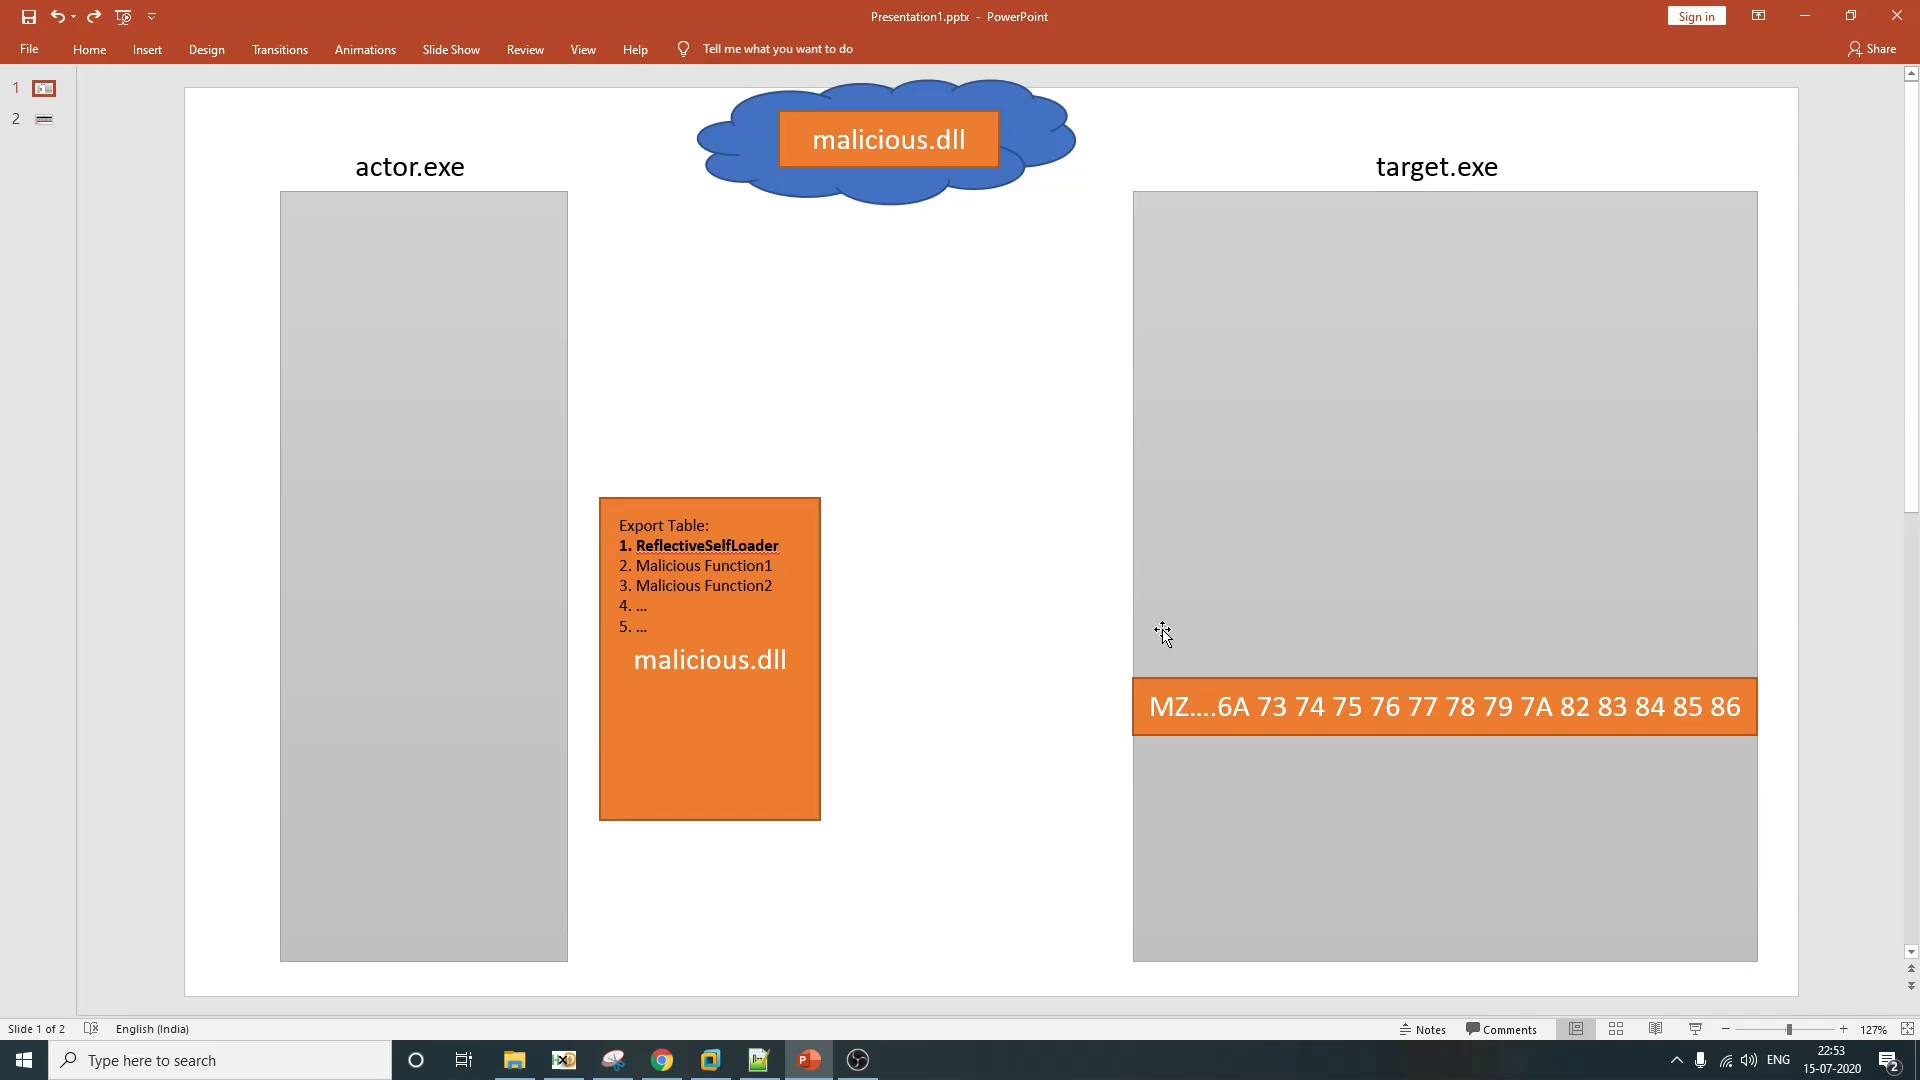 Presentation1.pptx - PowerPoint
Sign in
File Home Insert Design Transitions Animations Slide Show Review View Help Tell me what you want to do Share
1
2
malicious.dll
actor.exe
target.exe
Export Table:
1. ReflectiveSelfLoader
2. Malicious Function1
3. Malicious Function2
4. ...
5. ...
malicious.dll
MZ....6A 73 74 75 76 77 78 79 7A 82 83 84 85 86
Slide 1 of 2 English (India) Notes Comments 127%
Type here to search
ENG
22:53
15-07-2020
2